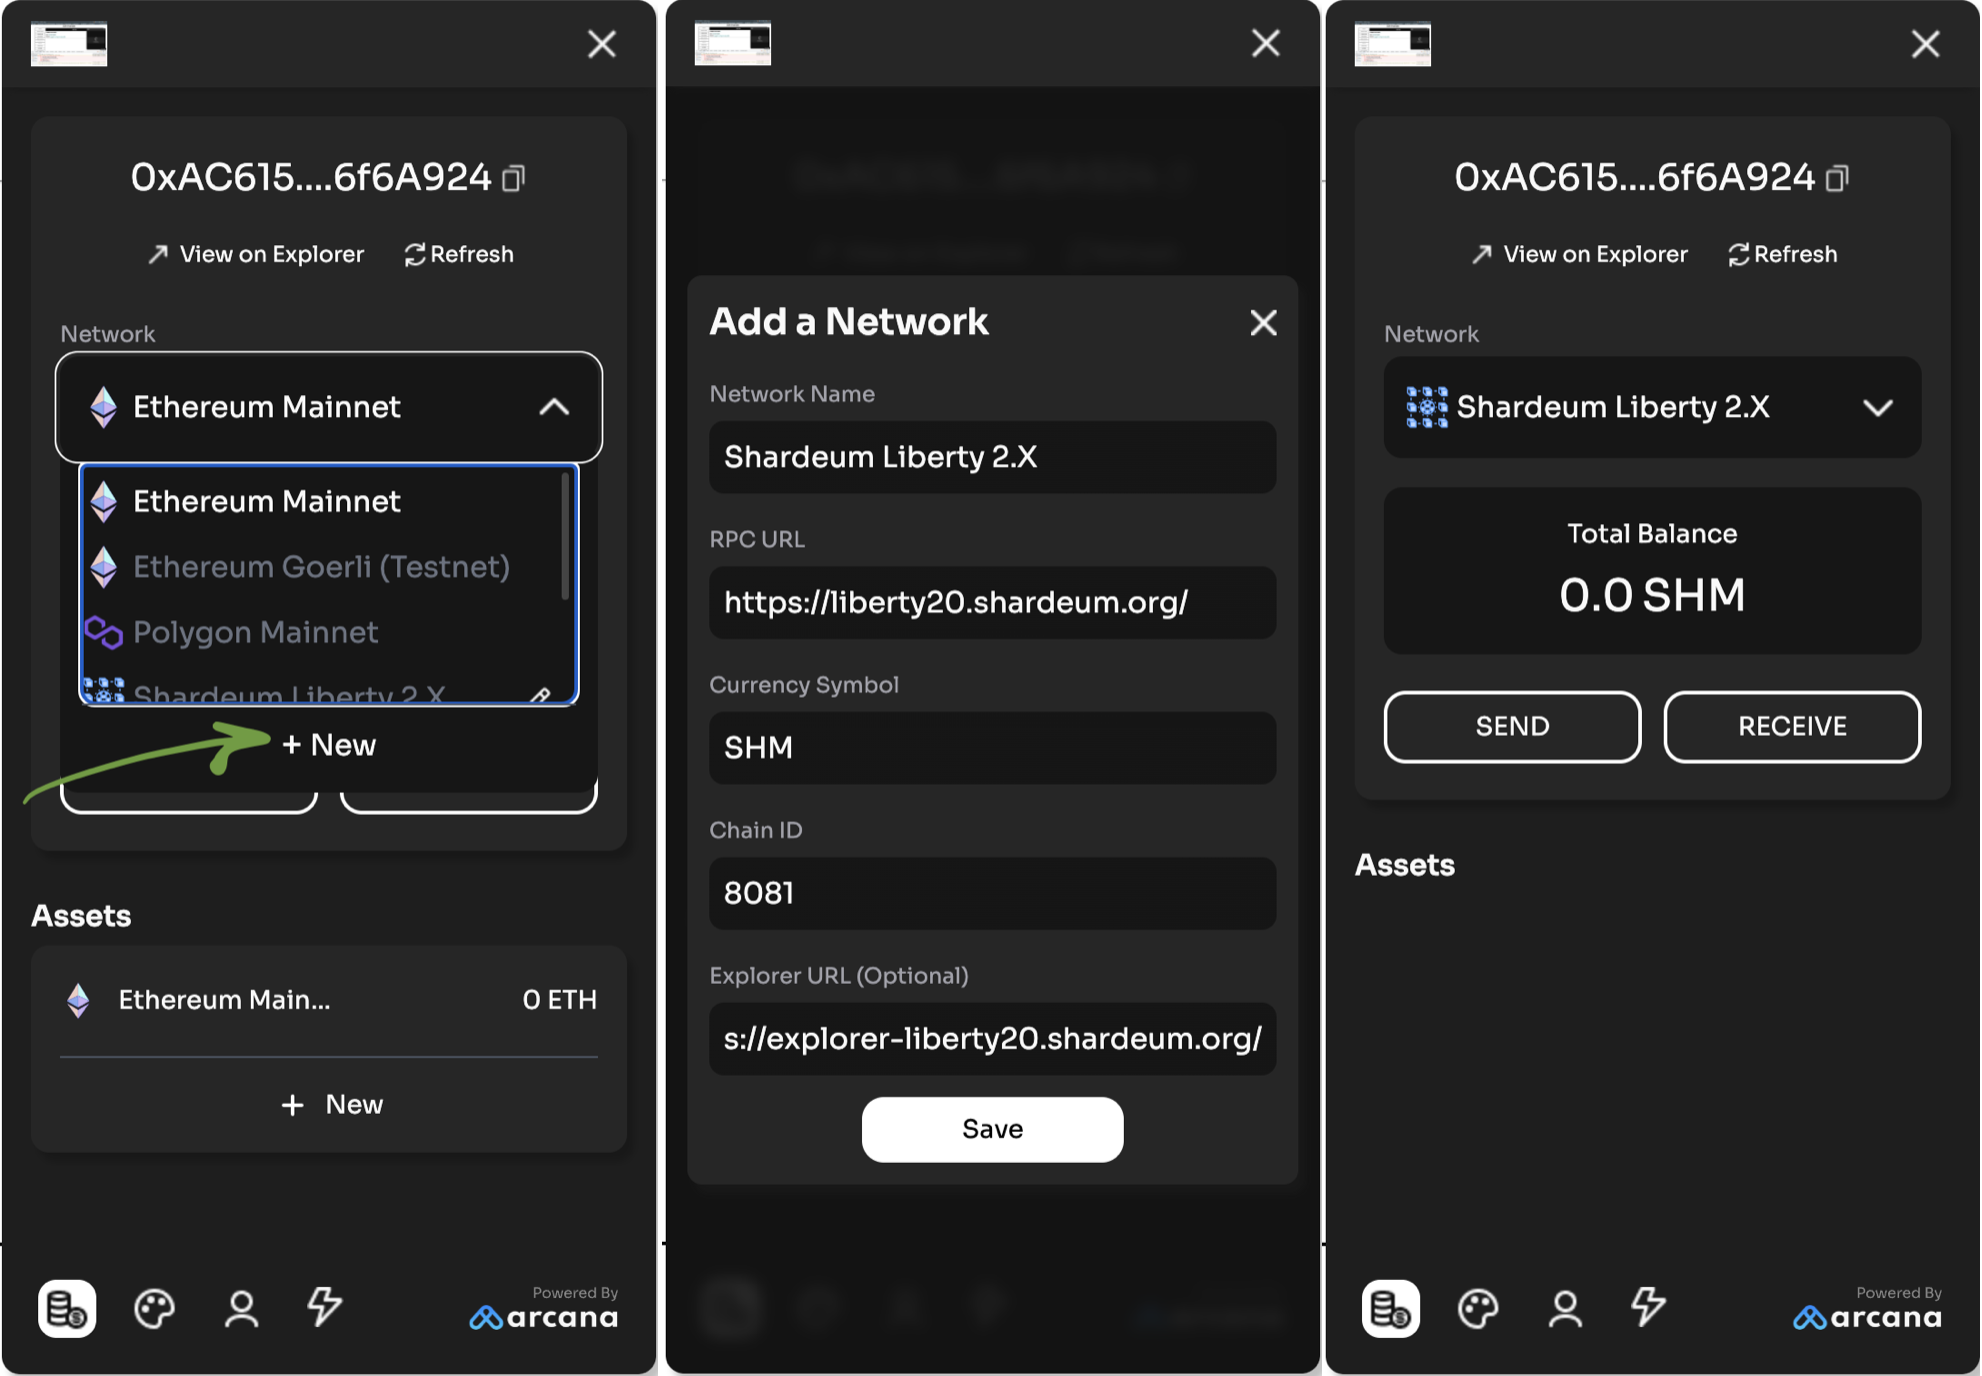 0xAC615....6f6A924
View on Explorer
Refresh
Network
Ethereum Mainnet
Ethereum Mainnet
Ethereum Goerli (Testnet)
Polygon Mainnet
Shardeum Liberty 2.X
+ New
Assets
Ethereum Main...
0 ETH
+ New
Powered By
arcana
Add a Network
Network Name
Shardeum Liberty 2.X
RPC URL
https://liberty20.shardeum.org/
Currency Symbol
SHM
Chain ID
8081
Explorer URL (Optional)
s://explorer-liberty20.shardeum.org/
Save
0xAC615....6f6A924
View on Explorer
Refresh
Network
Shardeum Liberty 2.X
Total Balance
0.0 SHM
SEND
RECEIVE
Assets
Powered By
arcana